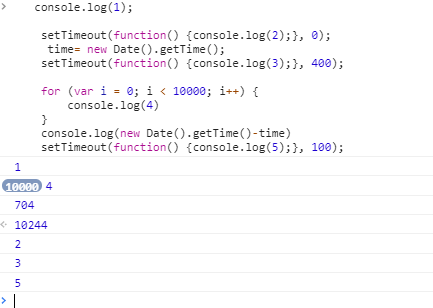 console.log(1);
setTimeout(function() {console.log(2);}, 0);
time= new Date().getTime();
setTimeout(function() {console.log(3);}, 400);
for (var i = 0; i < 10000; i++) {
console.log(4)
}
console.log(new Date().getTime()-time)
setTimeout(function() {console.log(5);}, 100);
1
10000 4
704
10244
2
3
5